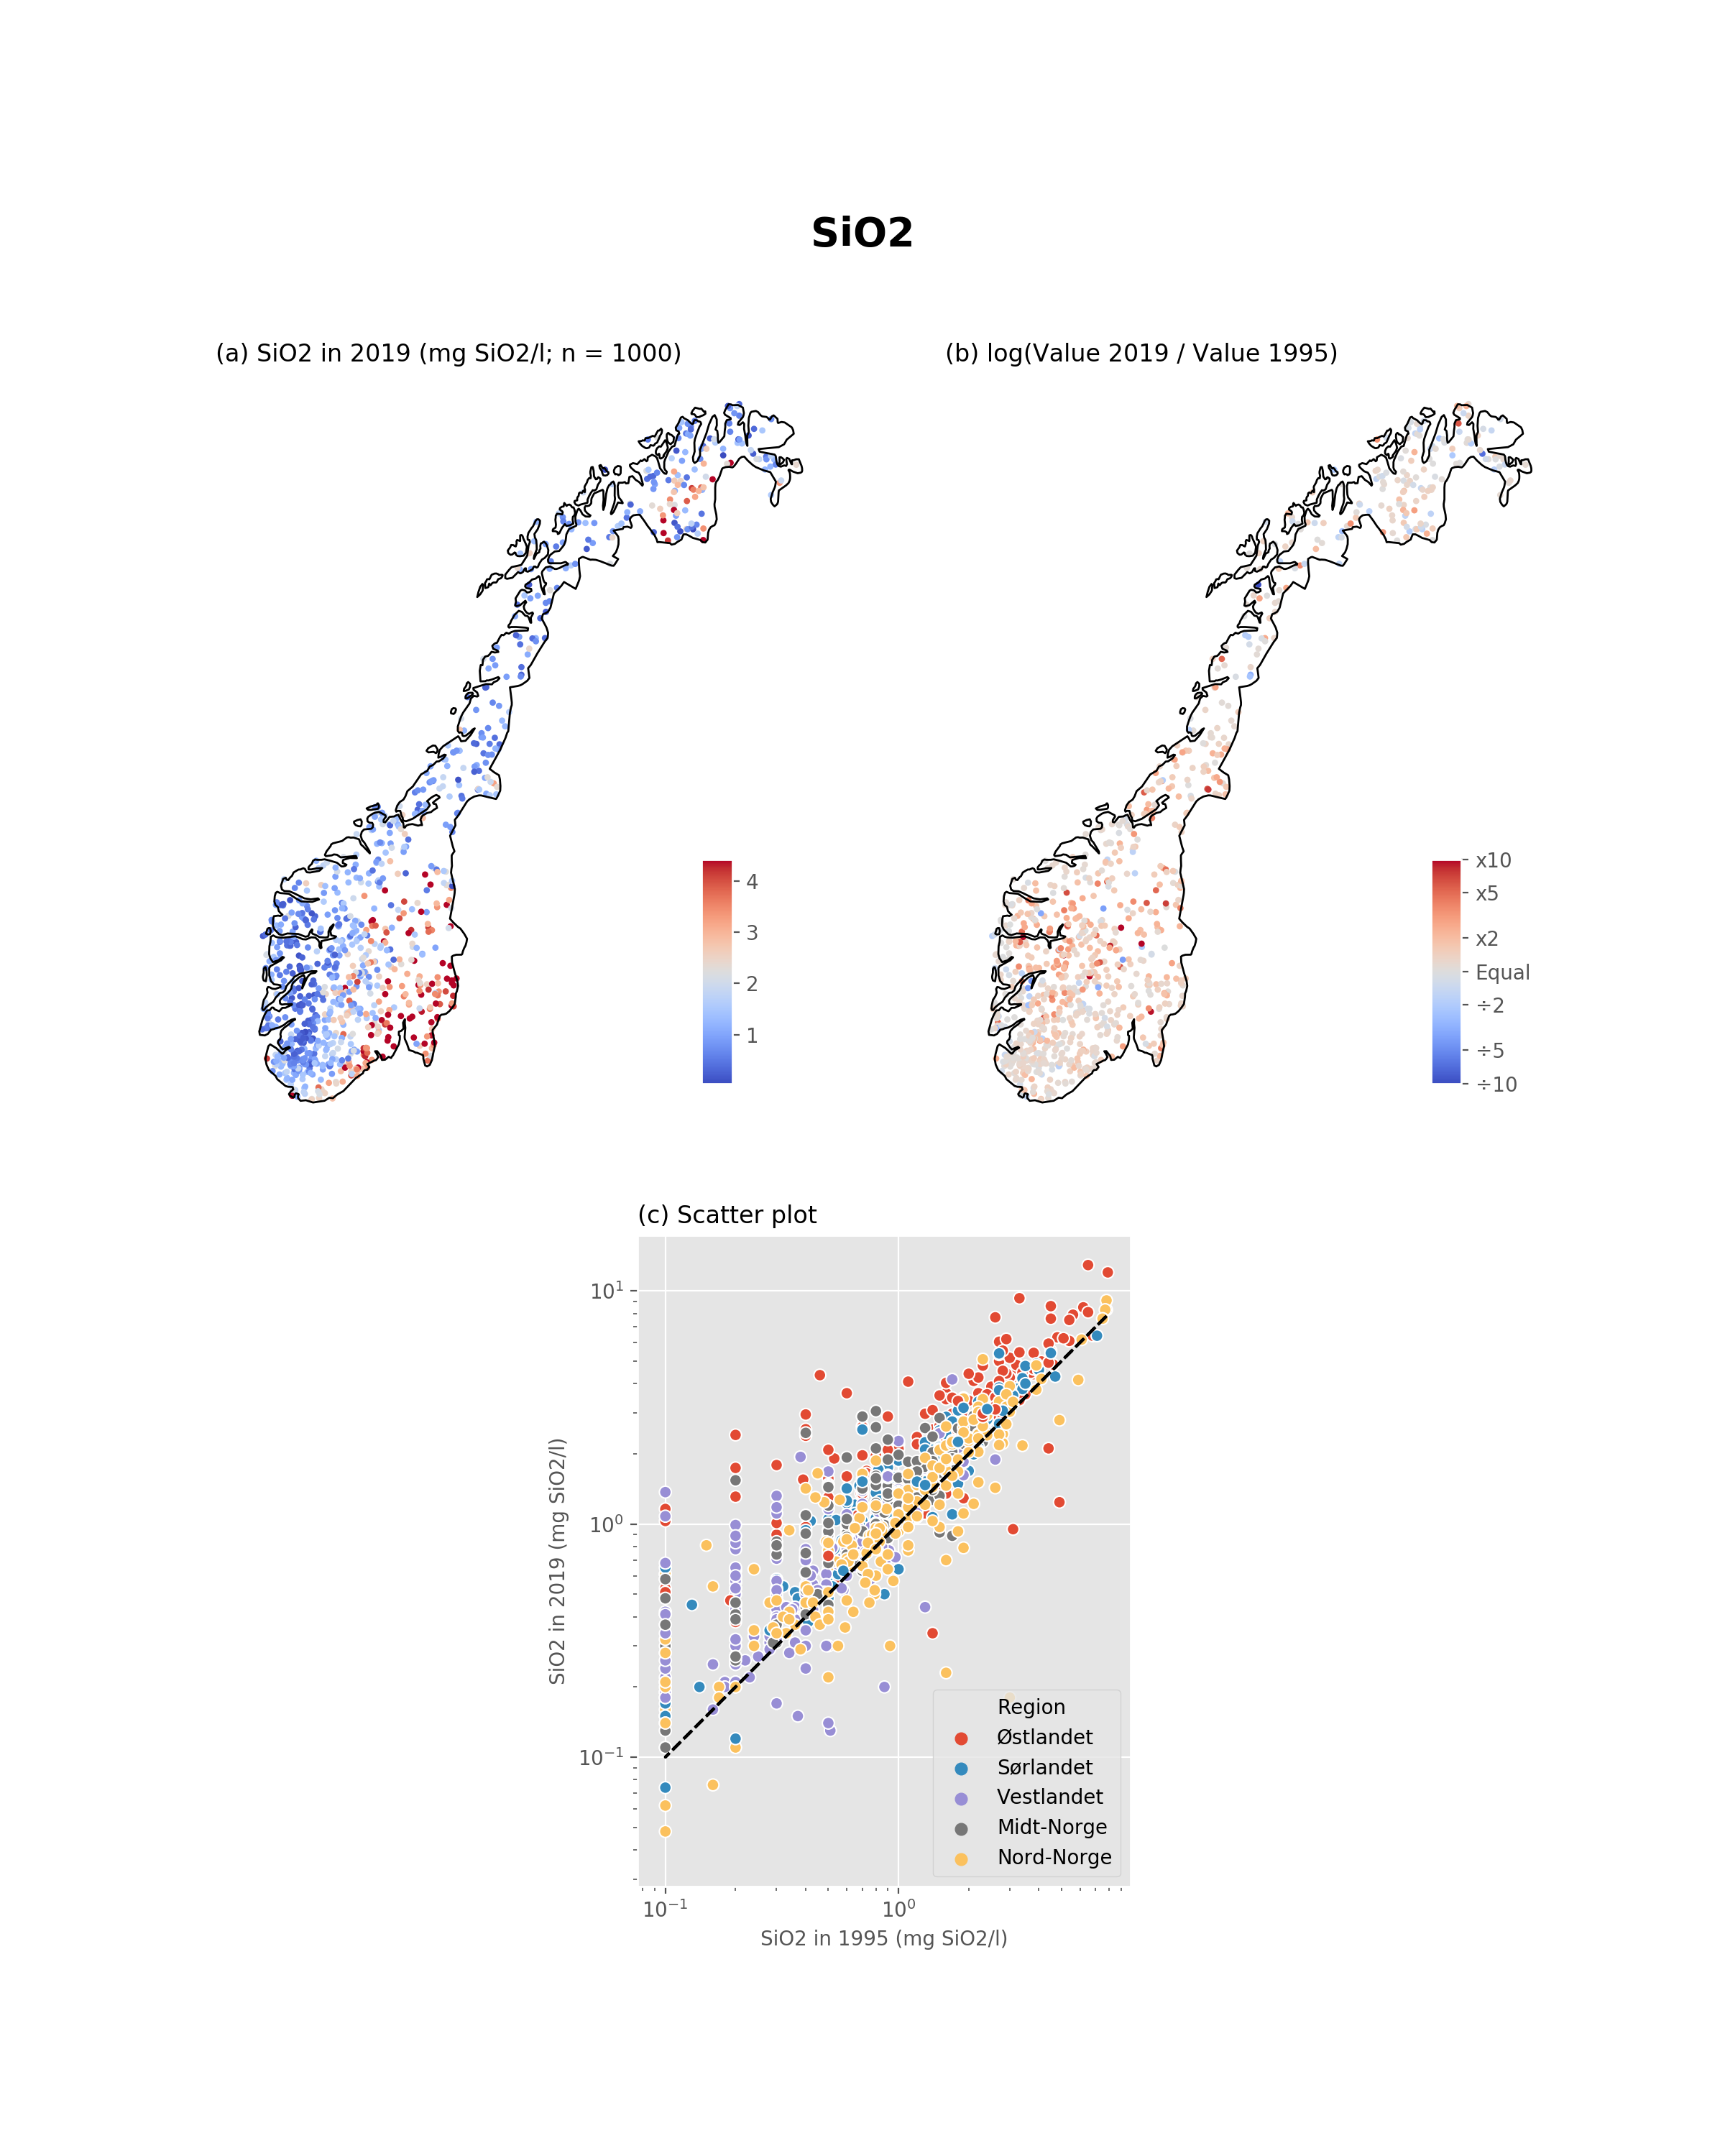 SiO2
(a) SiO2 in 2019 (mg SiO2/l; n = 1000)
(b) log(Value 2019 / Value 1995)
4
3
2
1
x10
x5
x2
Equal
÷2
÷5
÷10
(c) Scatter plot
10¹
10⁰
10⁻¹
SiO2 in 2019 (mg SiO2/l)
Region
Østlandet
Sørlandet
Vestlandet
Midt-Norge
Nord-Norge
10⁻¹ 10⁰
SiO2 in 1995 (mg SiO2/l)